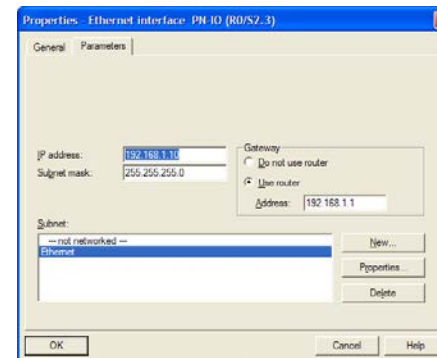 Properties - Ethernet interface PN-IO (R0/S2.3)
General Parameters
IP address: 192.168.1.10
Subnet mask: 255.255.255.0
Gateway
Do not use router
Use router
Address: 192.168.1.1
Subnet:
--- not networked ---
Ethernet
New...
Properties...
Delete
OK Cancel Help